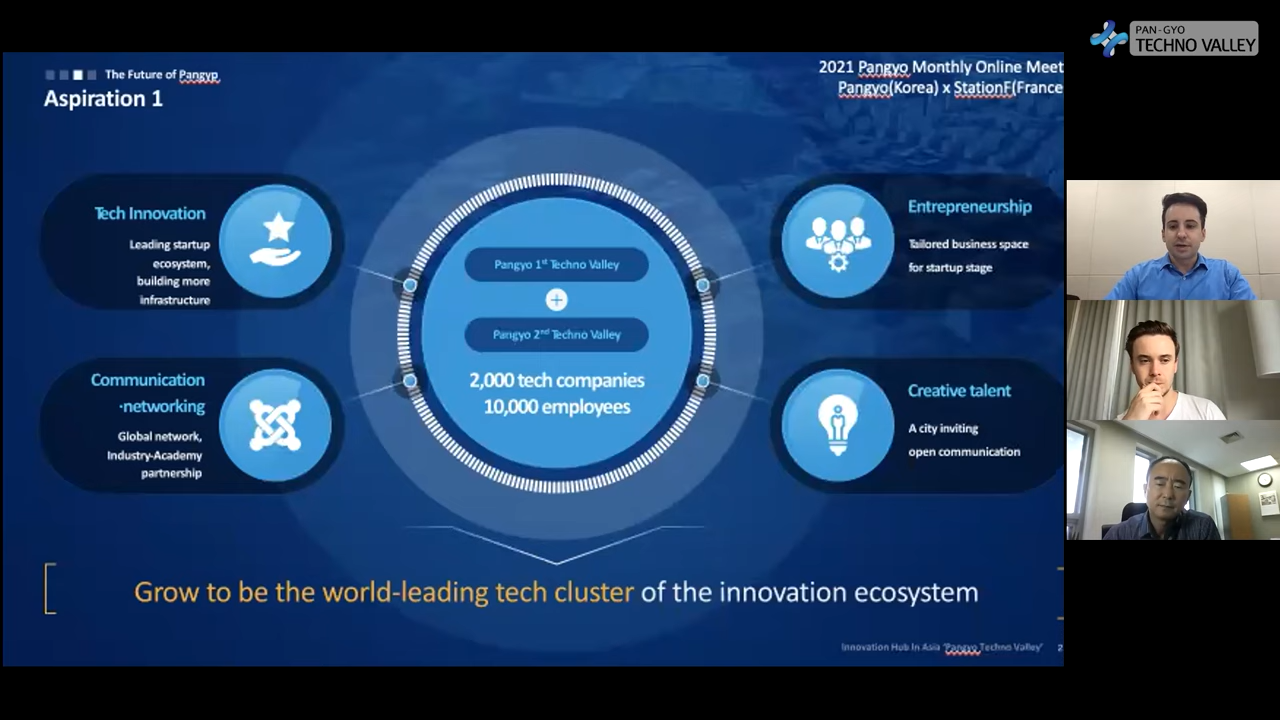 PAN-GYO
TECHNO VALLEY
The Future of Pangyp
Aspiration 1
2021 Pangyo Monthly Online Meet
Pangyo(Korea) x StationF(France
Tech Innovation
Leading startup
ecosystem,
building more
infrastructure
Communication
·networking
Global network,
Industry-Academy
partnership
Pangyo 1st Techno Valley
Pangyo 2nd Techno Valley
2,000 tech companies
10,000 employees
Entrepreneurship
Tailored business space
for startup stage
Creative talent
A city inviting
open communication
Grow to be the world-leading tech cluster of the innovation ecosystem
Innovation Hub In Asia 'Pangyo Techno Valley' 2